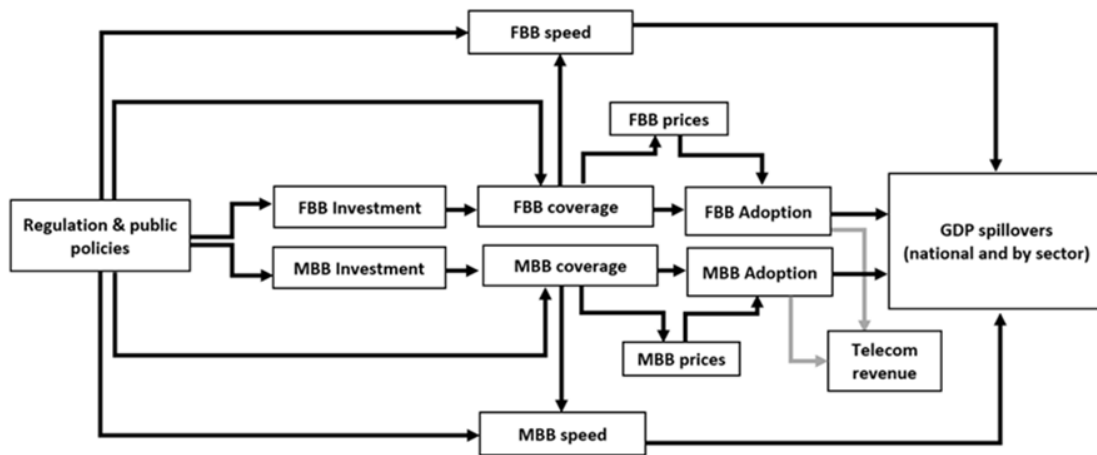 FBB speed
FBB prices
Regulation & public
policies
FBB Investment
FBB coverage
FBB Adoption
GDP spillovers
(national and by sector)
MBB Investment
MBB coverage
MBB Adoption
MBB prices
Telecom
revenue
MBB speed